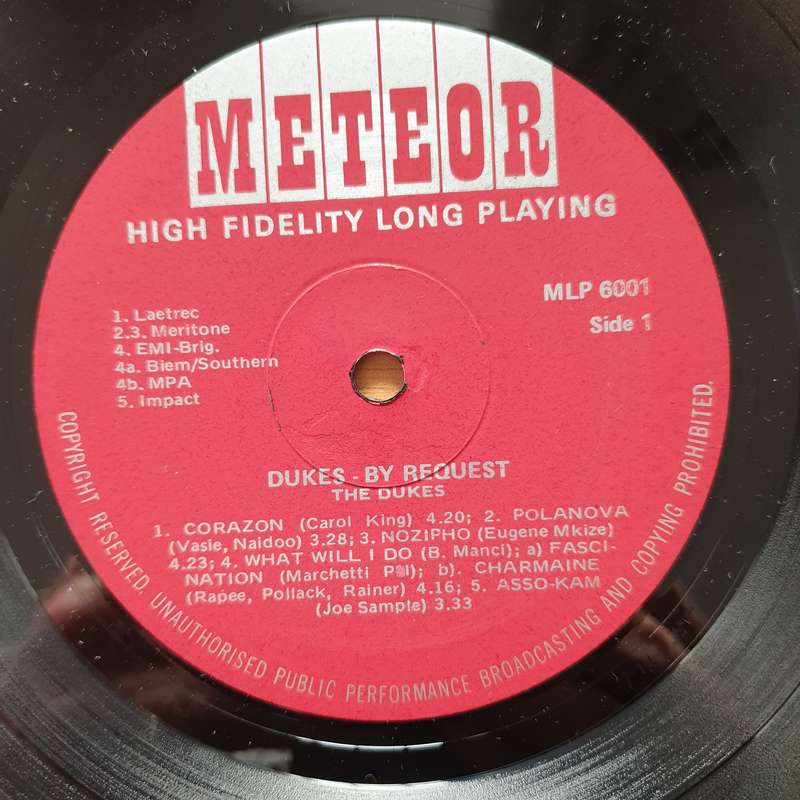 METEOR
HIGH FIDELITY LONG PLAYING
MLP 6001
Side 1
1. Laetrec
2.3. Meritone
4. EMI-Brig.
4a. Biem/Southern
4b. MPA
5. Impact
DUKES - BY REQUEST
THE DUKES
1. CORAZON (Carol King) 4.20; 2. POLANOVA
(Vasie, Naidoo) 3.28; 3. NOZIPHO (Eugene Mkize)
4.23; 4. WHAT WILL I DO (B. Manci); a) FASCI-
NATION (Marchetti Pal); b). CHARMAINE
(Rapee, Pollack, Rainer) 4.16; 5. ASSO-KAM
(Joe Sample) 3.33
COPYRIGHT RESERVED. UNAUTHORISED PUBLIC PERFORMANCE BROADCASTING AND COPYING PROHIBITED.